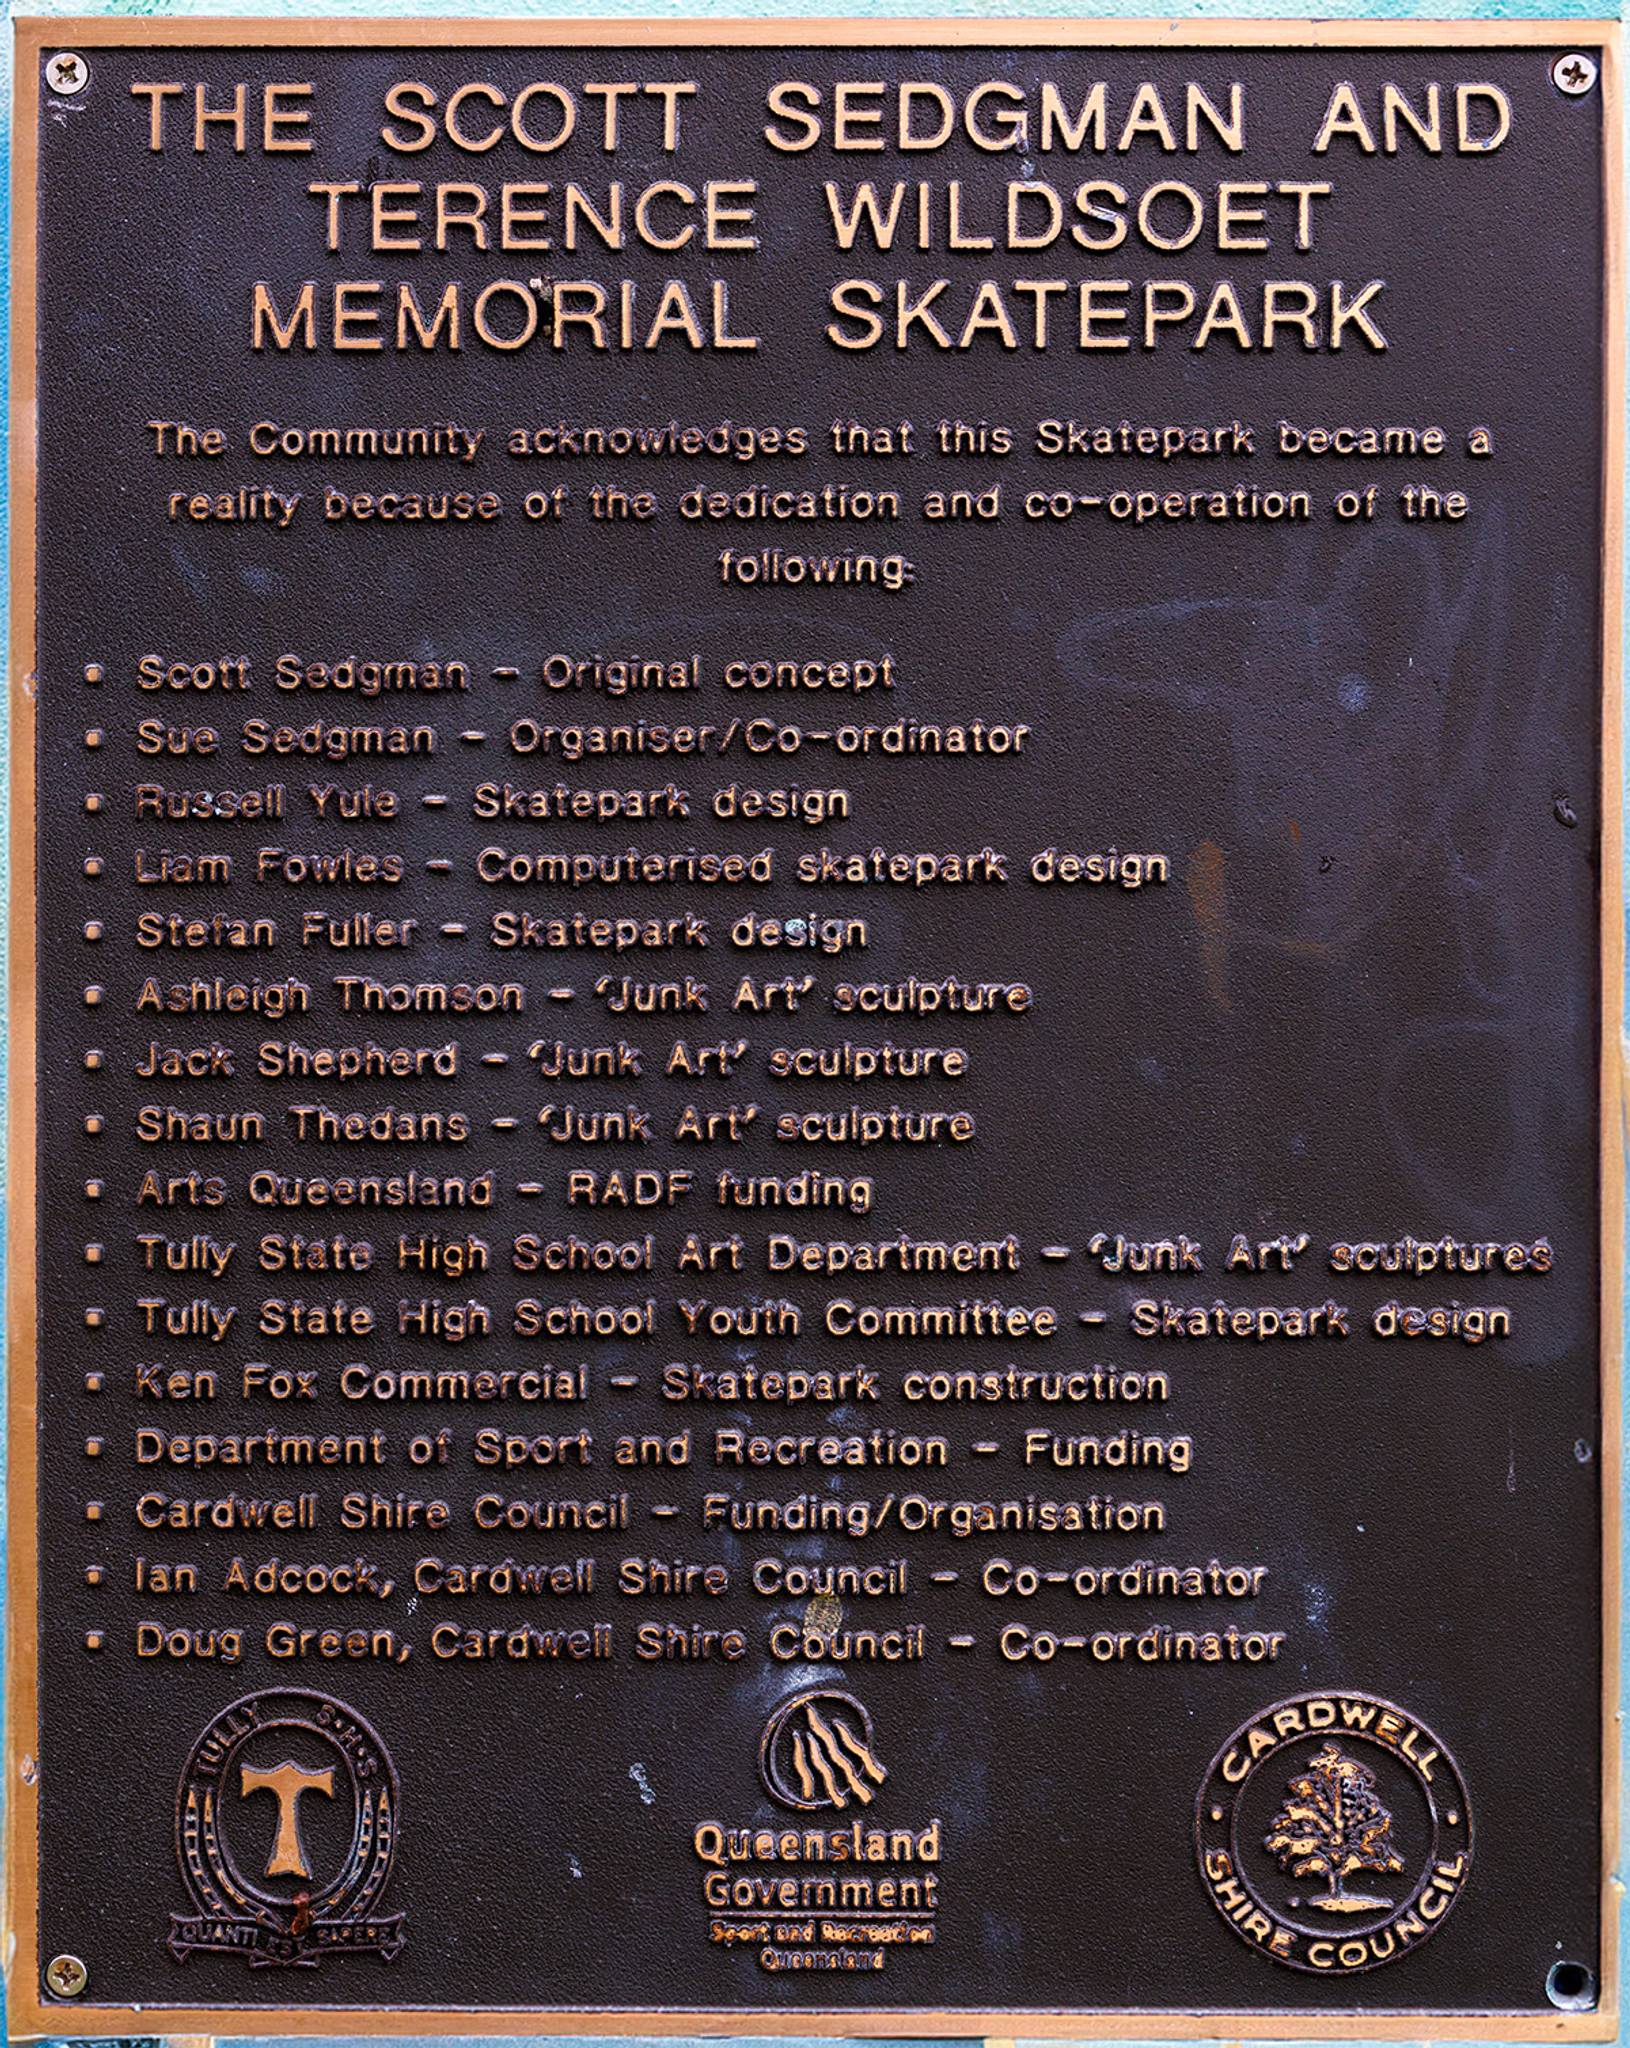 THE SCOTT SEDGMAN AND
TERENCE WILDSOET
MEMORIAL SKATEPARK
The Community acknowledges that this Skatepark became a
reality because of the dedication and co-operation of the
following:
• Scott Sedgman - Original concept
• Sue Sedgman - Organiser/Co-ordinator
• Russell Yule - Skatepark design
• Liam Fowles - Computerised skatepark design
• Stefan Fuller - Skatepark design
• Ashleigh Thomson - ‘Junk Art’ sculpture
• Jack Shepherd - ‘Junk Art’ sculpture
• Shaun Thedans - ‘Junk Art’ sculpture
• Arts Queensland - RADF funding
• Tully State High School Art Department - ‘Junk Art’ sculptures
• Tully State High School Youth Committee - Skatepark design
• Ken Fox Commercial - Skatepark construction
• Department of Sport and Recreation - Funding
• Cardwell Shire Council - Funding/Organisation
• Ian Adcock, Cardwell Shire Council - Co-ordinator
• Doug Green, Cardwell Shire Council - Co-ordinator
TULLY S•H•S
T
QUANTI EST SAPERE
Queensland
Government
Sport and Recreation
Queensland
CARDWELL
SHIRE COUNCIL